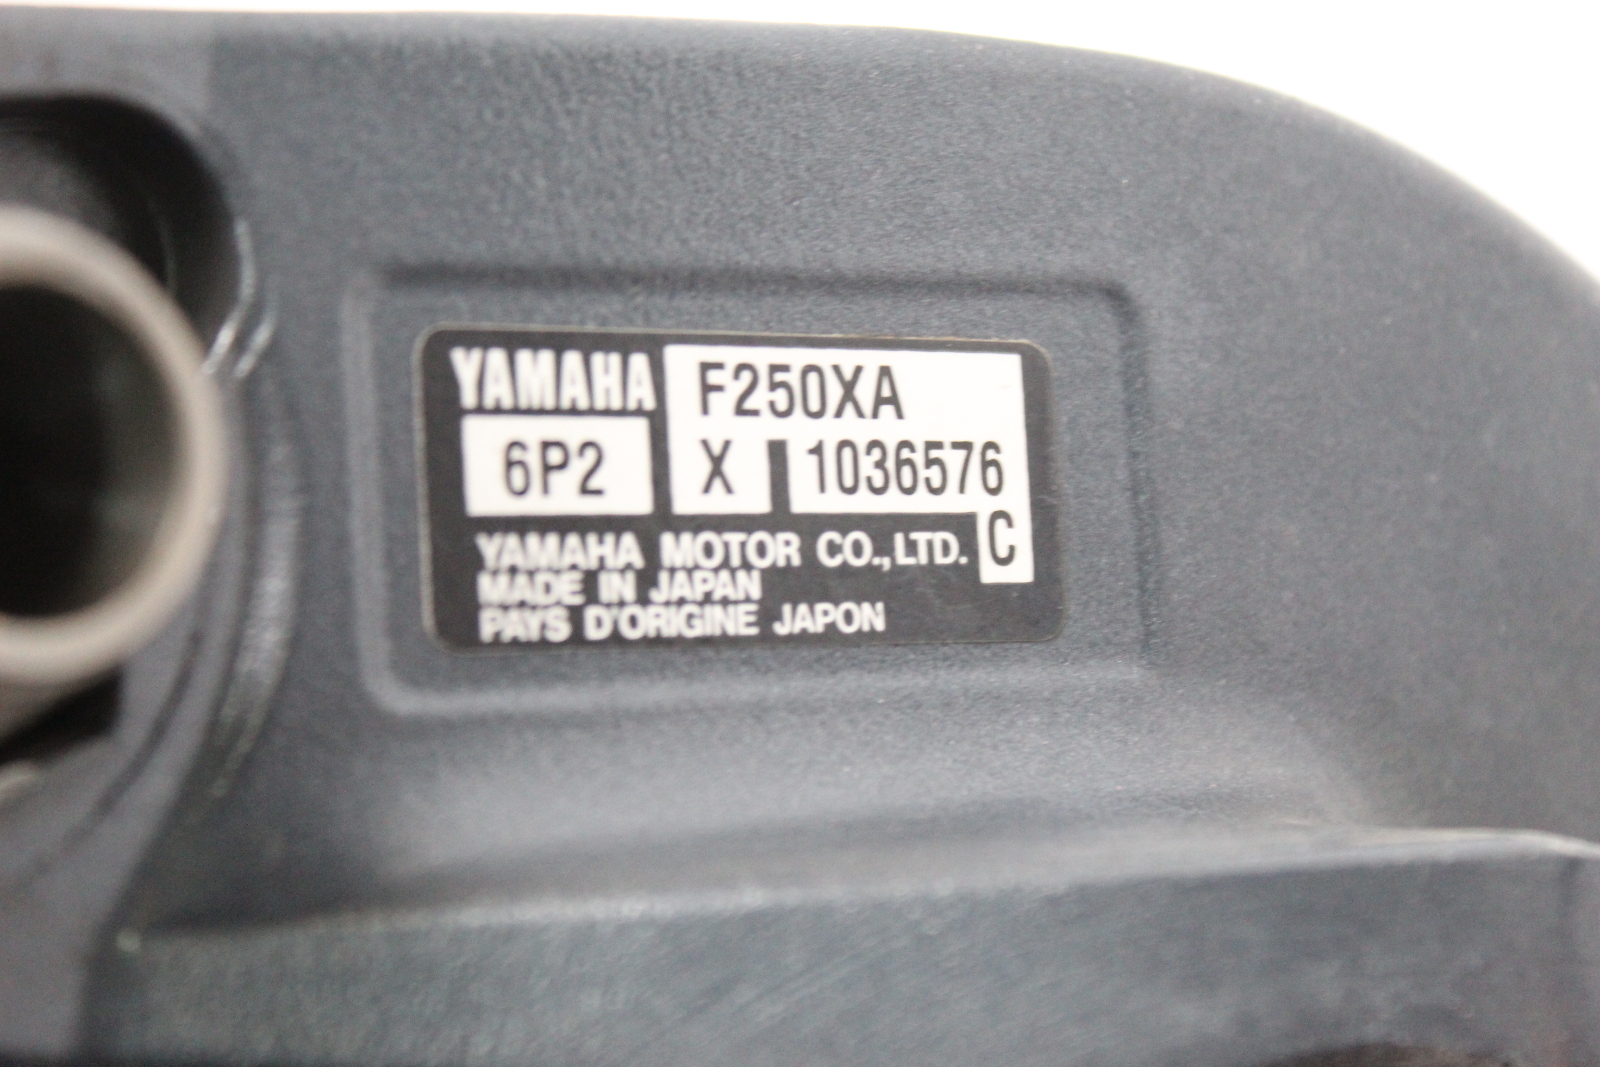 YAMAHA F250XA
6P2 X 1036576
C
YAMAHA MOTOR CO.,LTD.
MADE IN JAPAN
PAYS D'ORIGINE JAPON